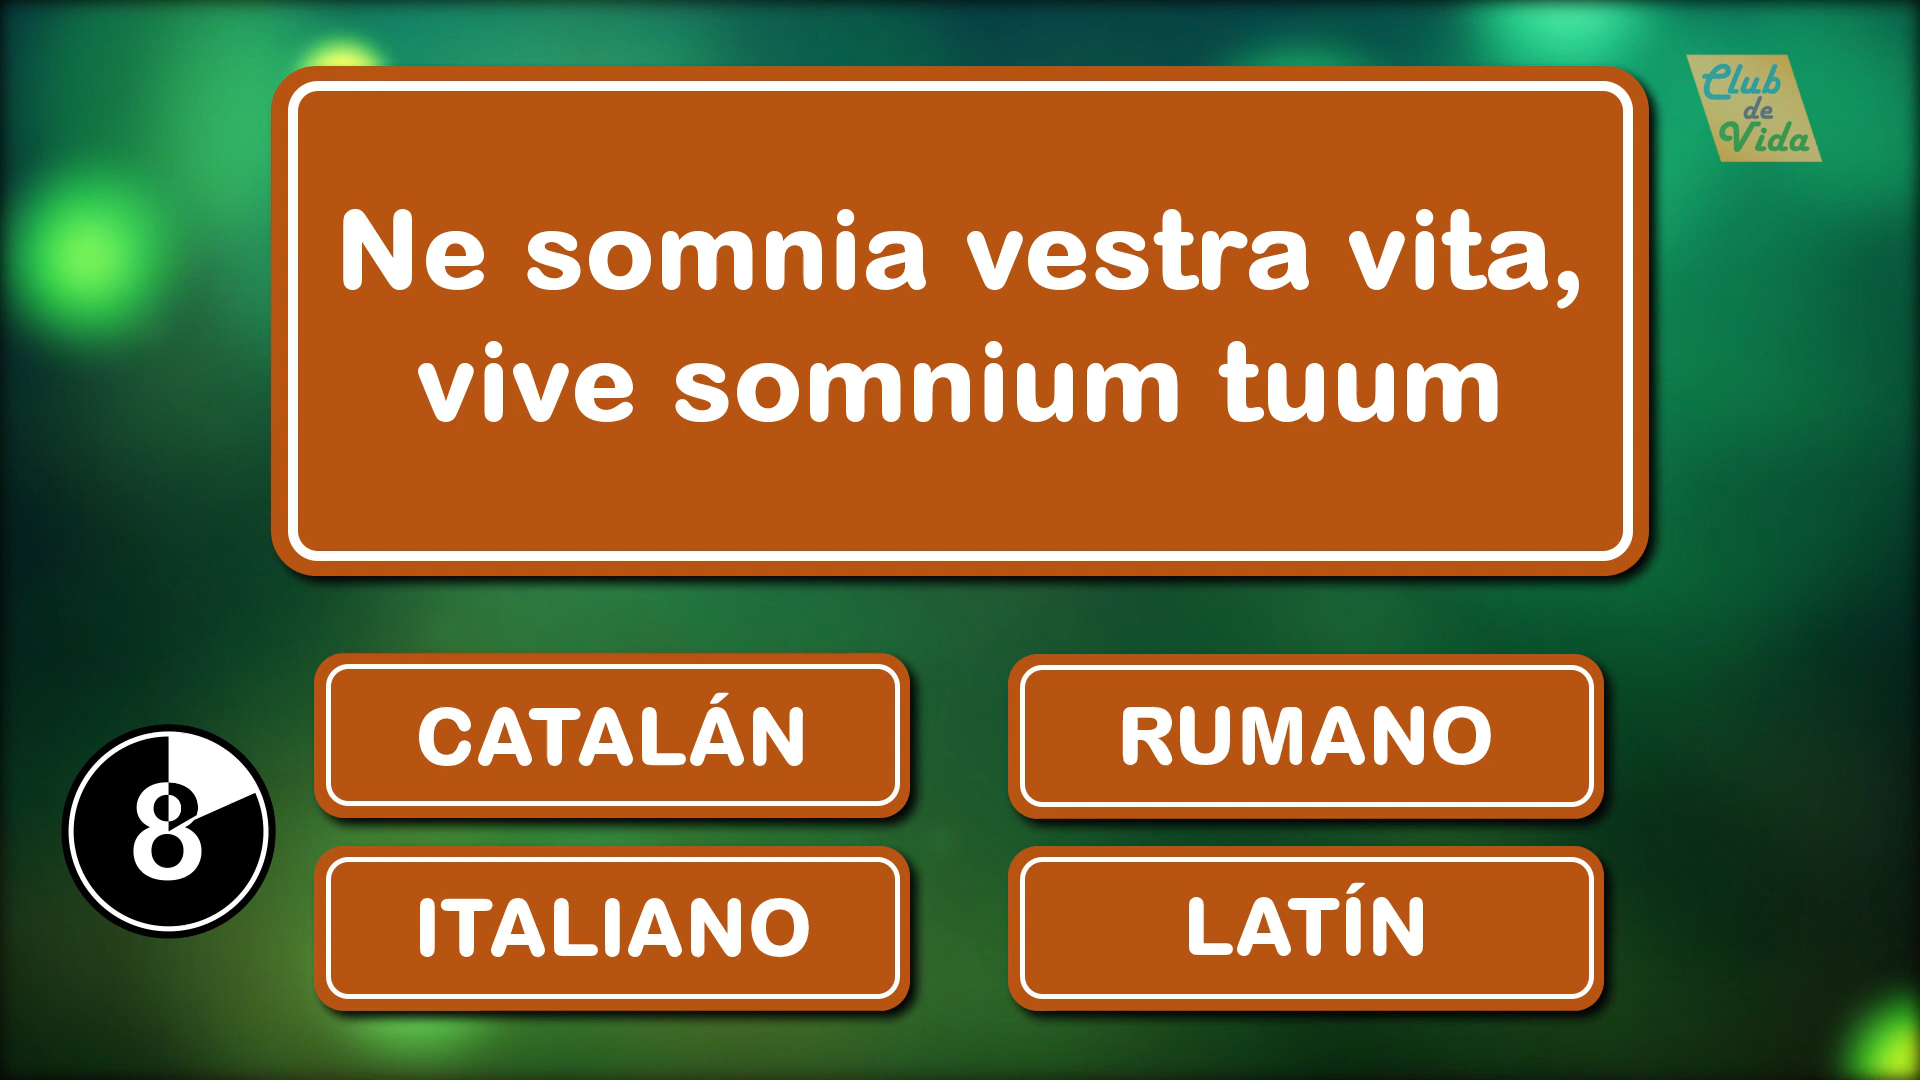 Club
de
Vida
Ne somnia vestra vita,
vive somnium tuum
CATALÁN
RUMANO
8
ITALIANO
LATÍN